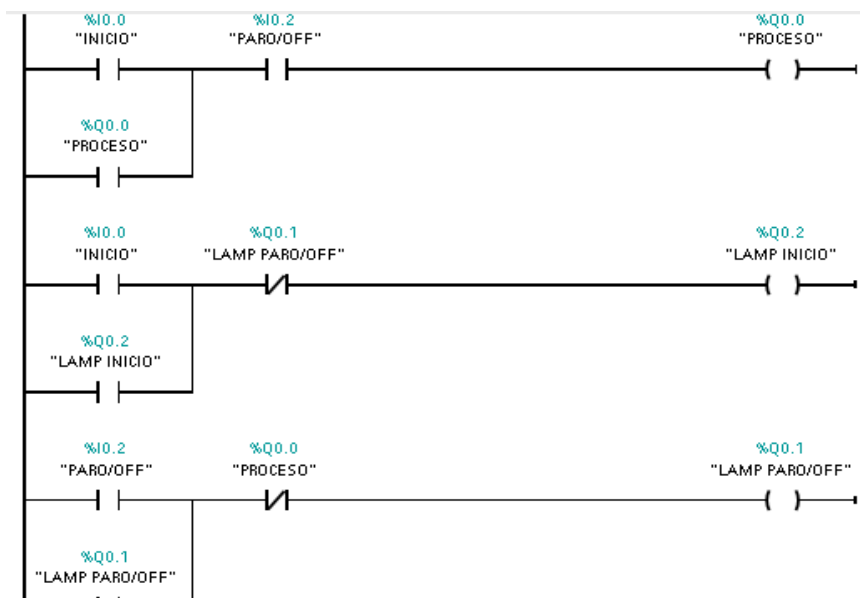 %I0.0 %I0.2 %Q0.0
"INICIO" "PARO/OFF" "PROCESO"
%Q0.0
"PROCESO"
%I0.0 %Q0.1 %Q0.2
"INICIO" "LAMP PARO/OFF" "LAMP INICIO"
%Q0.2
"LAMP INICIO"
%I0.2 %Q0.0 %Q0.1
"PARO/OFF" "PROCESO" "LAMP PARO/OFF"
%Q0.1
"LAMP PARO/OFF"